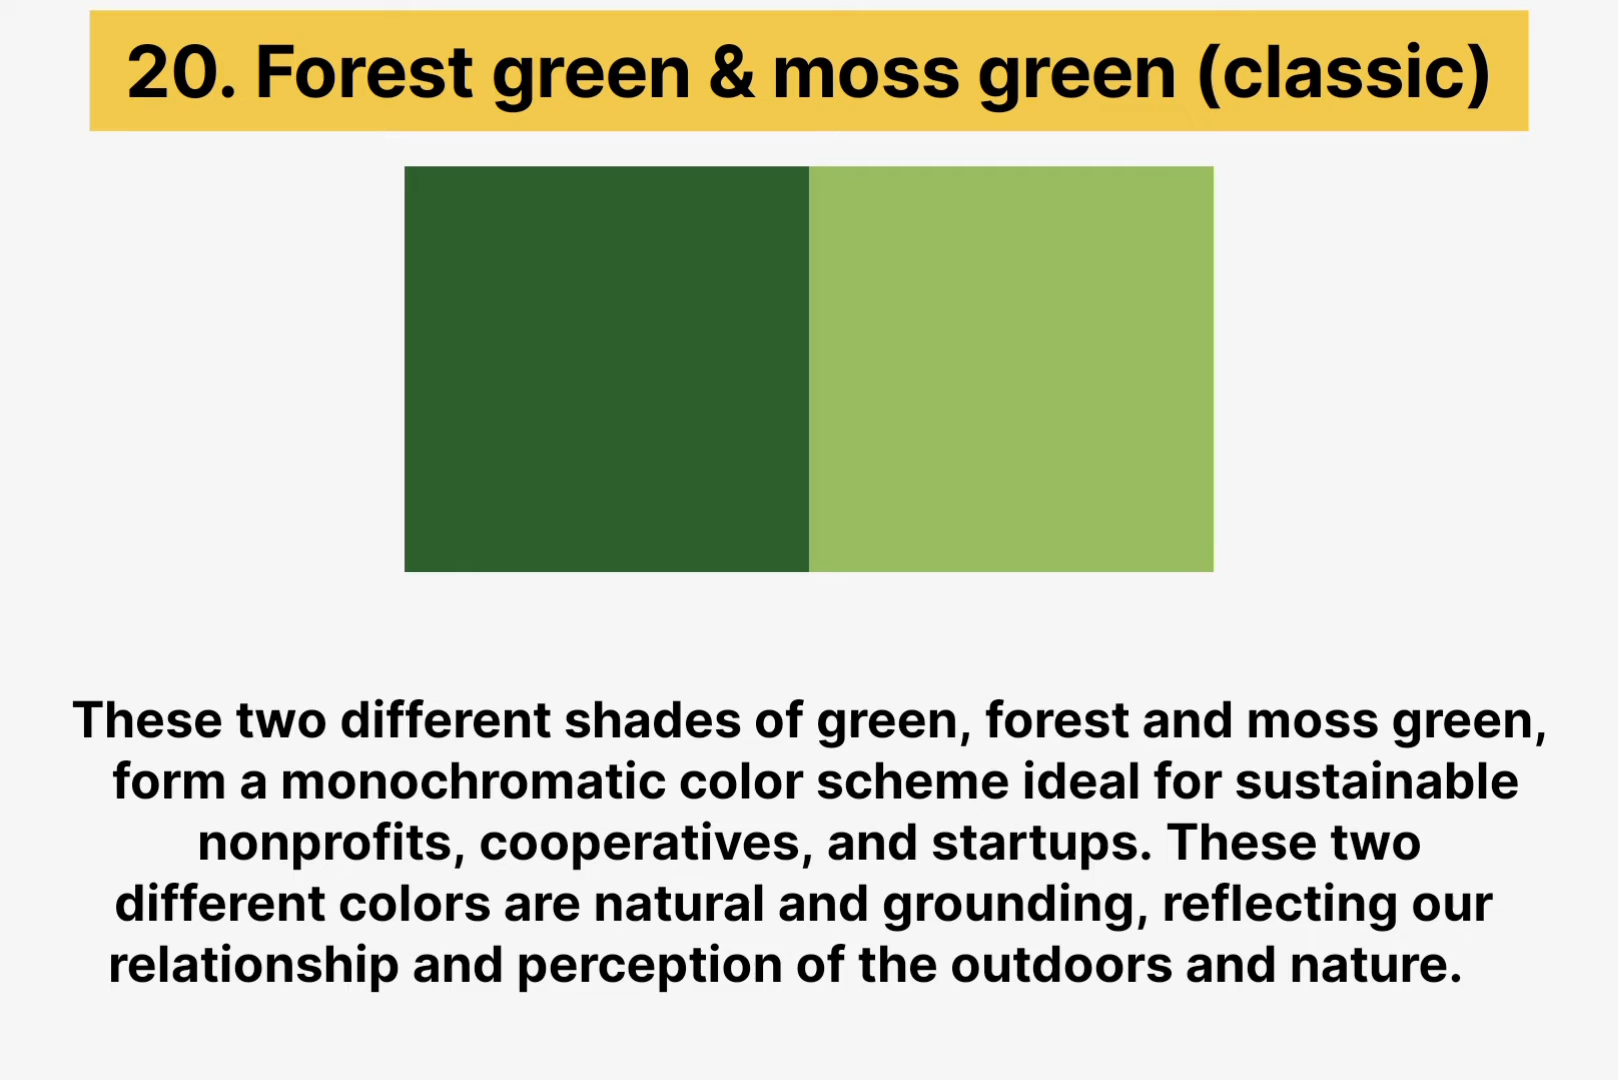 20. Forest green & moss green (classic)
These two different shades of green, forest and moss green,
form a monochromatic color scheme ideal for sustainable
nonprofits, cooperatives, and startups. These two
different colors are natural and grounding, reflecting our
relationship and perception of the outdoors and nature.